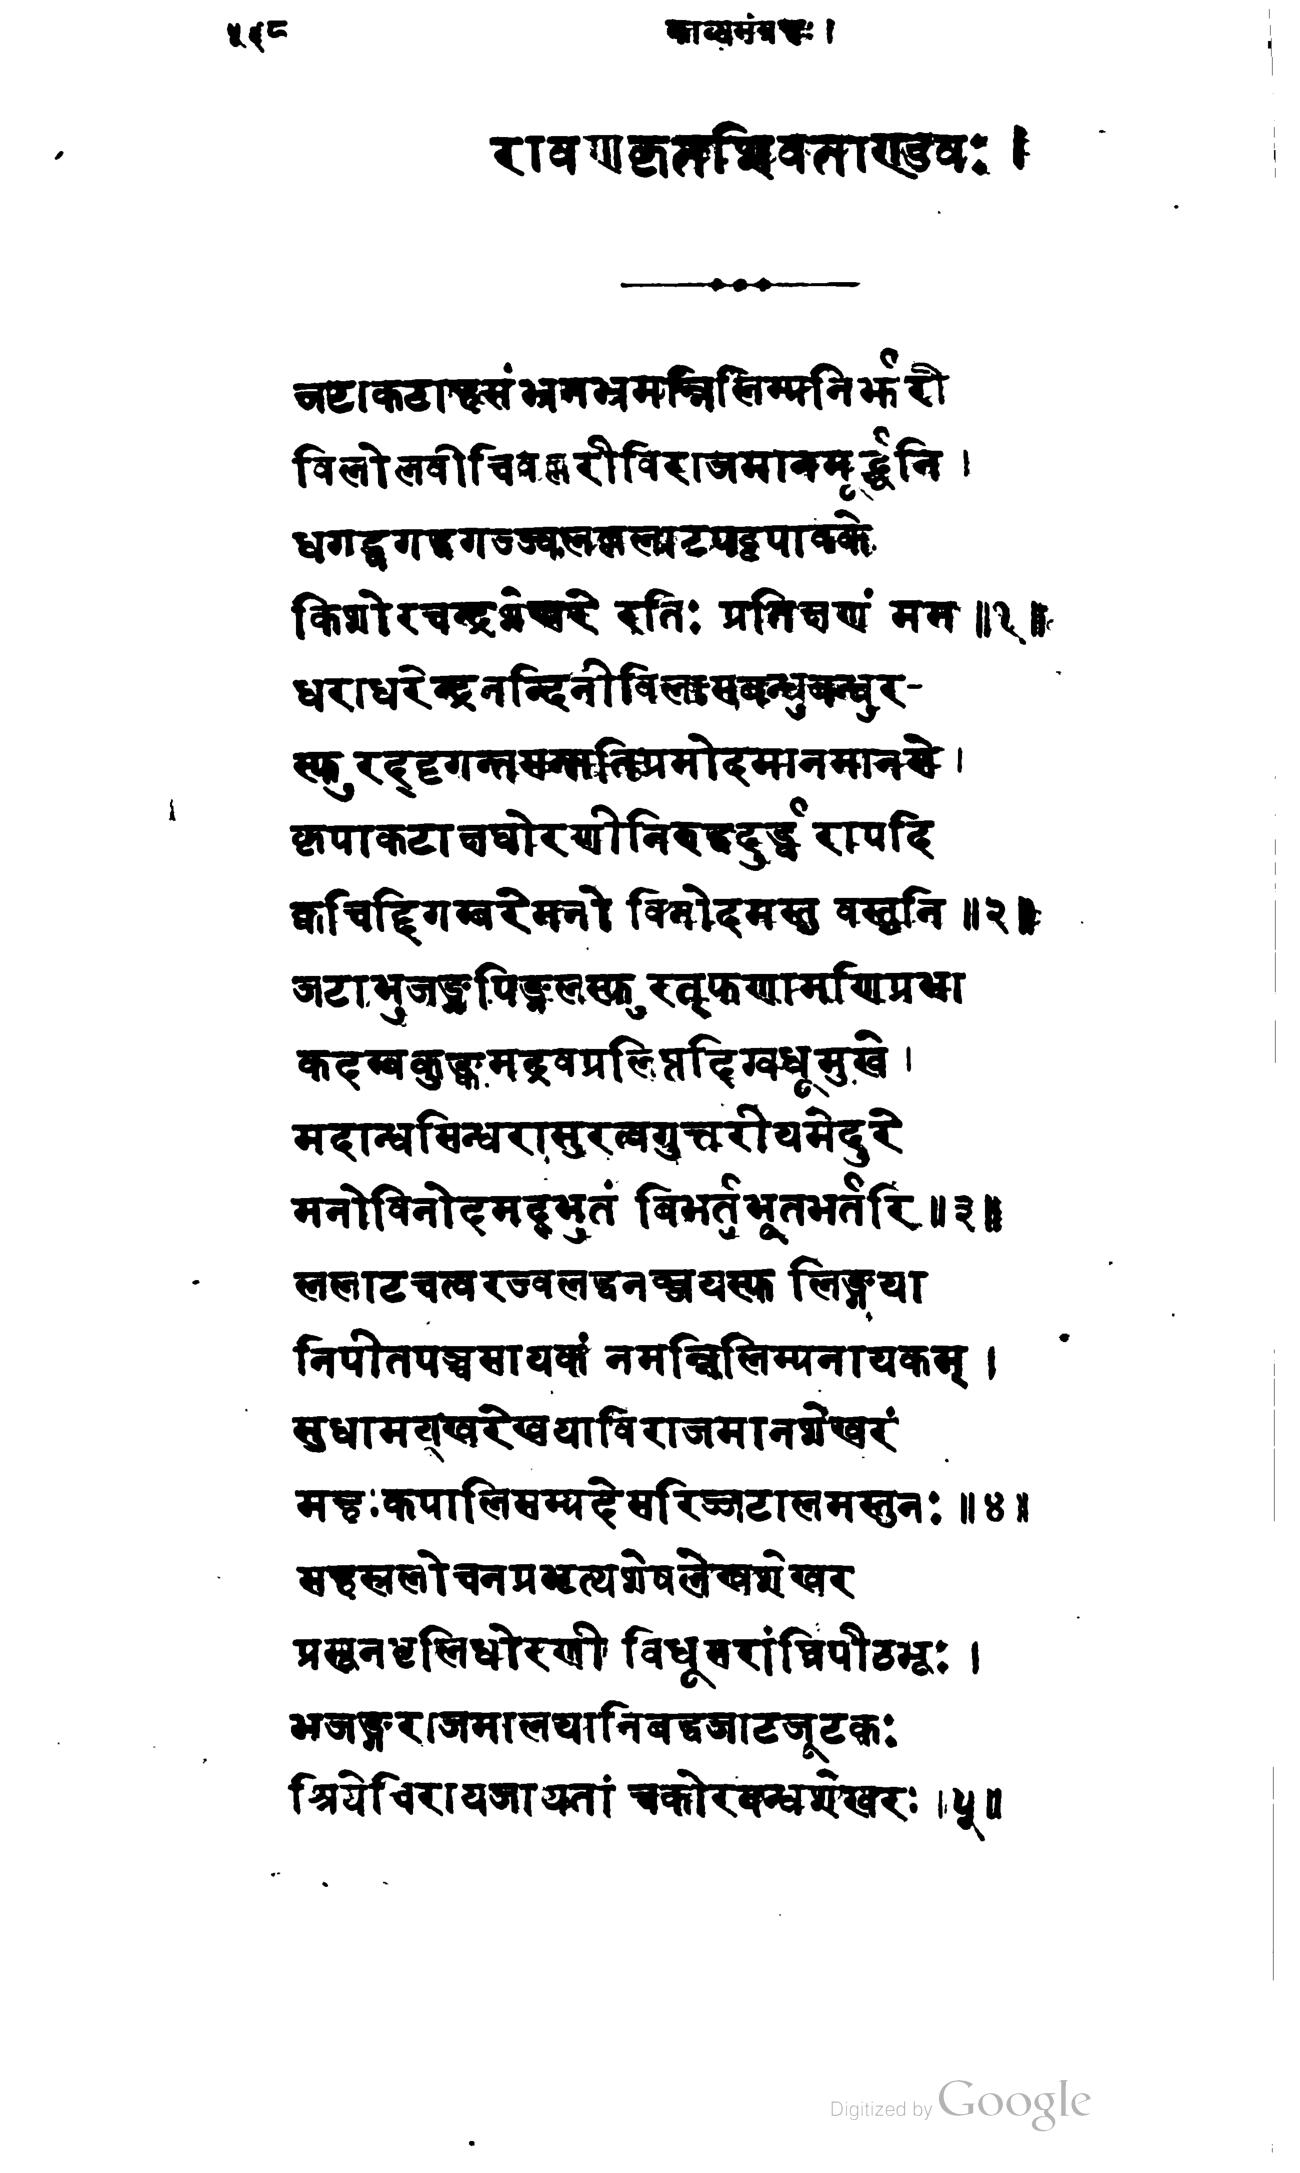 ५९८ काव्यसंग्रहः ।
रावणकृतशिवताण्डवः ।
जटाकटाहसंभ्रमभ्रमन्निलिम्पनिर्झरी
विलोलवीचिवल्लरीविराजमानमूर्द्धनि ।
धगद्धगद्धगज्ज्वलल्ललाटपट्टपावके
किशोरचन्द्रशेखरे रतिः प्रतिक्षणं मम ॥१॥
धराधरेन्द्रनन्दिनीविलासबन्धुबन्धुर-
स्फुरद्दृगन्तसन्ततिप्रमोदमानमानसे ।
कृपाकटाक्षधोरणीनिरुद्धदुर्द्धरापदि
क्वचिद्दिगम्बरेमनो विनोदमस्तु वस्तुनि ॥२॥
जटाभुजङ्गपिङ्गलस्फुरत्फणामणिप्रभा
कदम्बकुङ्कुमद्रवप्रलिप्तदिग्वधूमुखे ।
मदान्धसिन्धरासुरत्वगुत्तरीयमेदुरे
मनोविनोदमद्भुतं बिभर्तुभूतभर्तरि ॥३॥
ललाटचत्वरज्वलद्धनञ्जयस्फलिङ्गया
निपीतपञ्चसायकं नमन्निलिम्पनायकम् ।
सुधामयूखरेखयाविराजमानशेखरं
महःकपालिसम्पदेसरिज्जटालमस्तुनः ॥४॥
सहस्रलोचनप्रभृत्यशेषलेखशेखर
प्रसूनधूलिधोरणी विधूसरांघ्रिपीठभूः ।
भजङ्गराजमालयानिबद्धजाटजूटकः
श्रियेचिरायजायतां चकोरबन्धशेखरः ।५॥
Digitized by Google